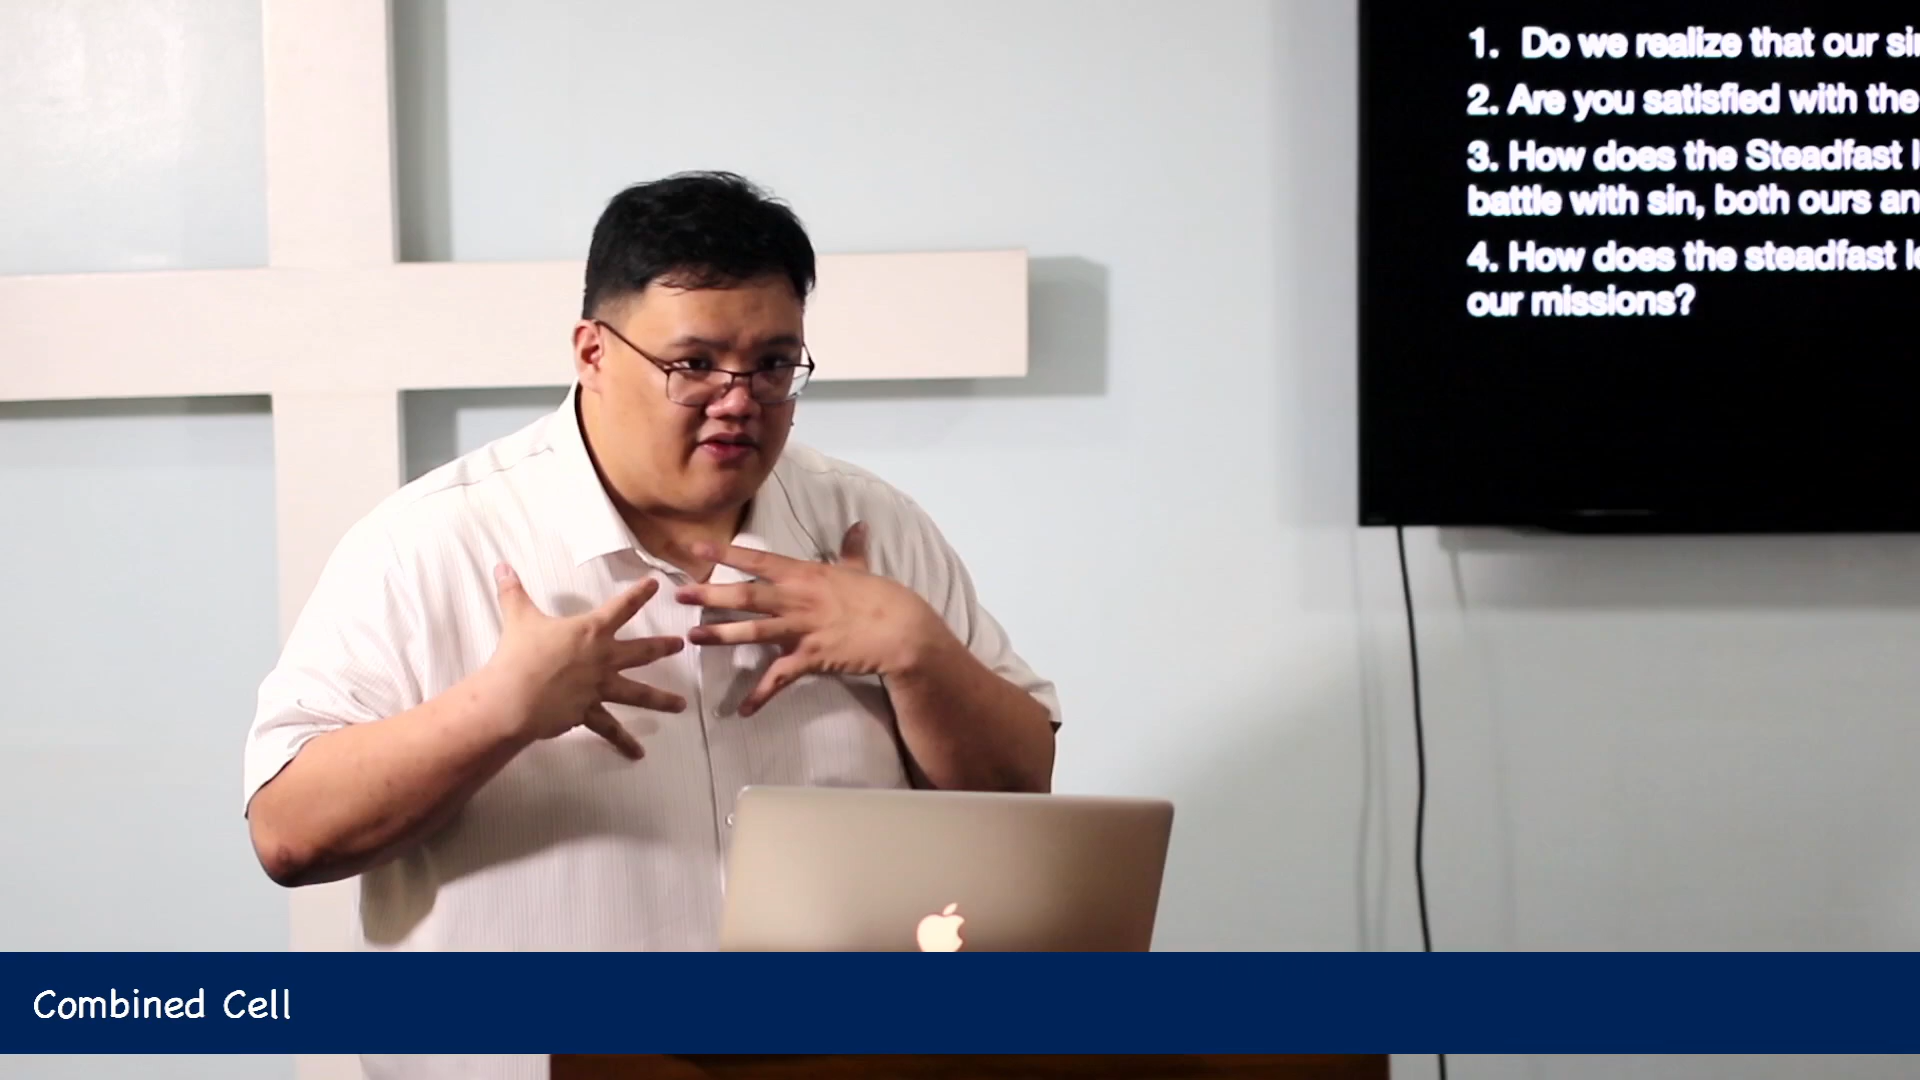 1. Do we realize that our
2. Are you satisfied with the
3. How does the Steadfast
battle with sin, both ours
4. How does the steadfast
our missions?
Combined Cell